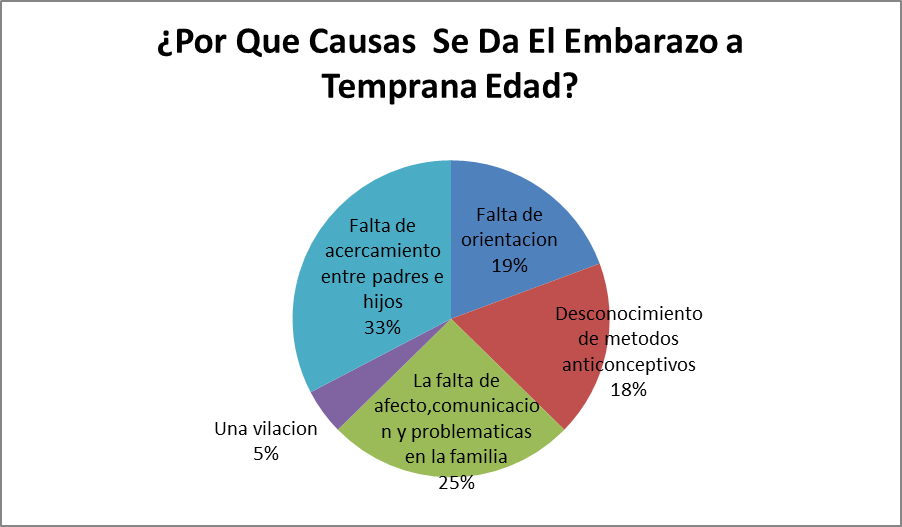 ¿Por Que Causas  Se Da El Embarazo a
Temprana Edad?
Falta de
orientacion
19%
Desconocimiento
de metodos
anticonceptivos
18%
La falta de
afecto,comunicacio
n y problematicas
en la familia
25%
Una vilacion
5%
Falta de
acercamiento
entre padres e
hijos
33%